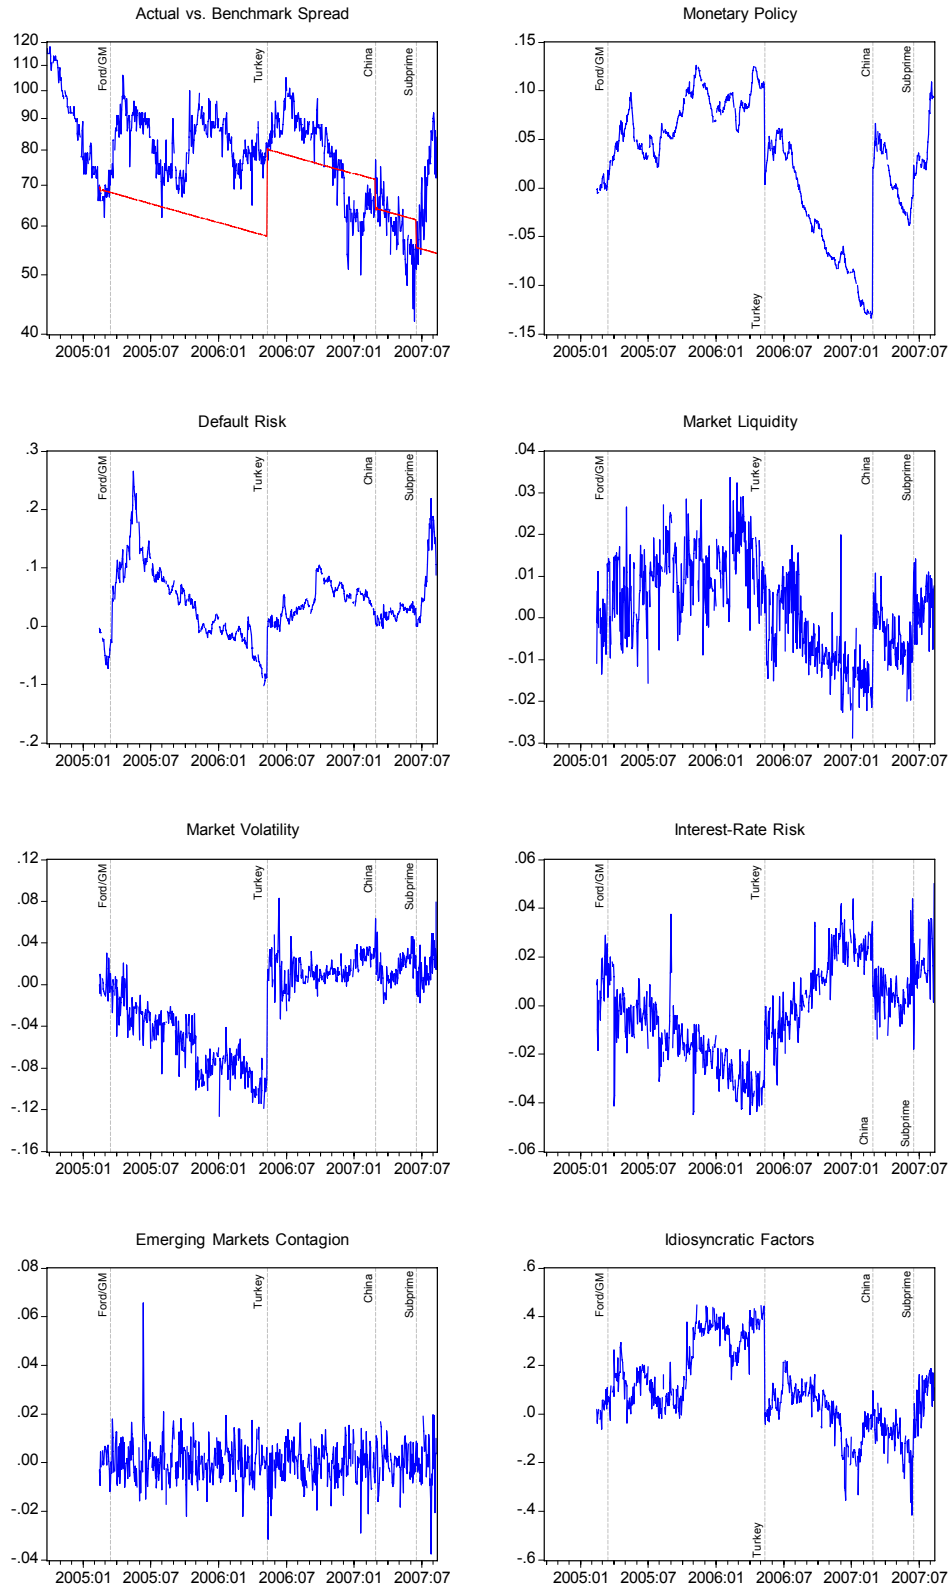 Actual vs. Benchmark Spread
120
110
100
90
80
70
60
50
40
Ford/GM
Turkey
China
Subprime
2005:01 2005:07 2006:01 2006:07 2007:01 2007:07
Monetary Policy
.15
.10
.05
.00
-.05
-.10
-.15
Ford/GM
Turkey
China
Subprime
2005:01 2005:07 2006:01 2006:07 2007:01 2007:07
Default Risk
.3
.2
.1
.0
-.1
-.2
Ford/GM
Turkey
China
Subprime
2005:01 2005:07 2006:01 2006:07 2007:01 2007:07
Market Liquidity
.04
.03
.02
.01
.00
-.01
-.02
-.03
Ford/GM
Turkey
China
Subprime
2005:01 2005:07 2006:01 2006:07 2007:01 2007:07
Market Volatility
.12
.08
.04
.00
-.04
-.08
-.12
-.16
Ford/GM
Turkey
China
Subprime
2005:01 2005:07 2006:01 2006:07 2007:01 2007:07
Interest-Rate Risk
.06
.04
.02
.00
-.02
-.04
-.06
Ford/GM
Turkey
China
Subprime
2005:01 2005:07 2006:01 2006:07 2007:01 2007:07
Emerging Markets Contagion
.08
.06
.04
.02
.00
-.02
-.04
Ford/GM
Turkey
China
Subprime
2005:01 2005:07 2006:01 2006:07 2007:01 2007:07
Idiosyncratic Factors
.6
.4
.2
.0
-.2
-.4
-.6
Ford/GM
Turkey
China
Subprime
2005:01 2005:07 2006:01 2006:07 2007:01 2007:07